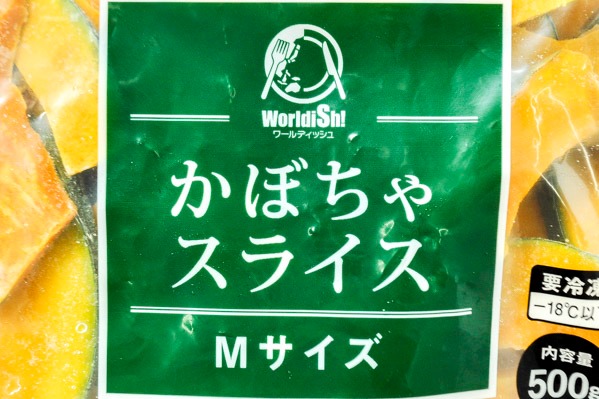 WorldiSh!
ワールディッシュ
かぼちゃ
スライス
Mサイズ
要冷凍
−18℃以下
内容量
500g